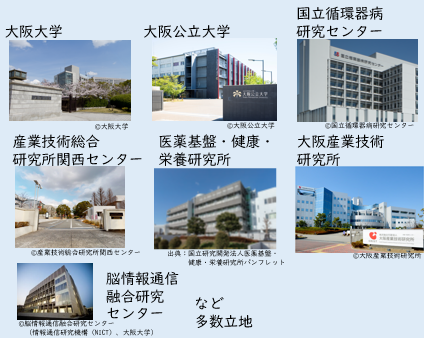 大阪大学
大阪公立大学
国立循環器病
研究センター
©大阪大学
©大阪公立大学
©国立循環器病研究センター
産業技術総合
研究所関西センター
医薬基盤・健康・
栄養研究所
大阪産業技術
研究所
©産業技術総合研究所関西センター
出典：国立研究開発法人医薬基盤・
健康・栄養研究所パンフレット
©大阪産業技術研究所
脳情報通信
融合研究
センター
など
多数立地
©脳情報通信融合研究センター
（情報通信研究機構（NICT）、大阪大学）